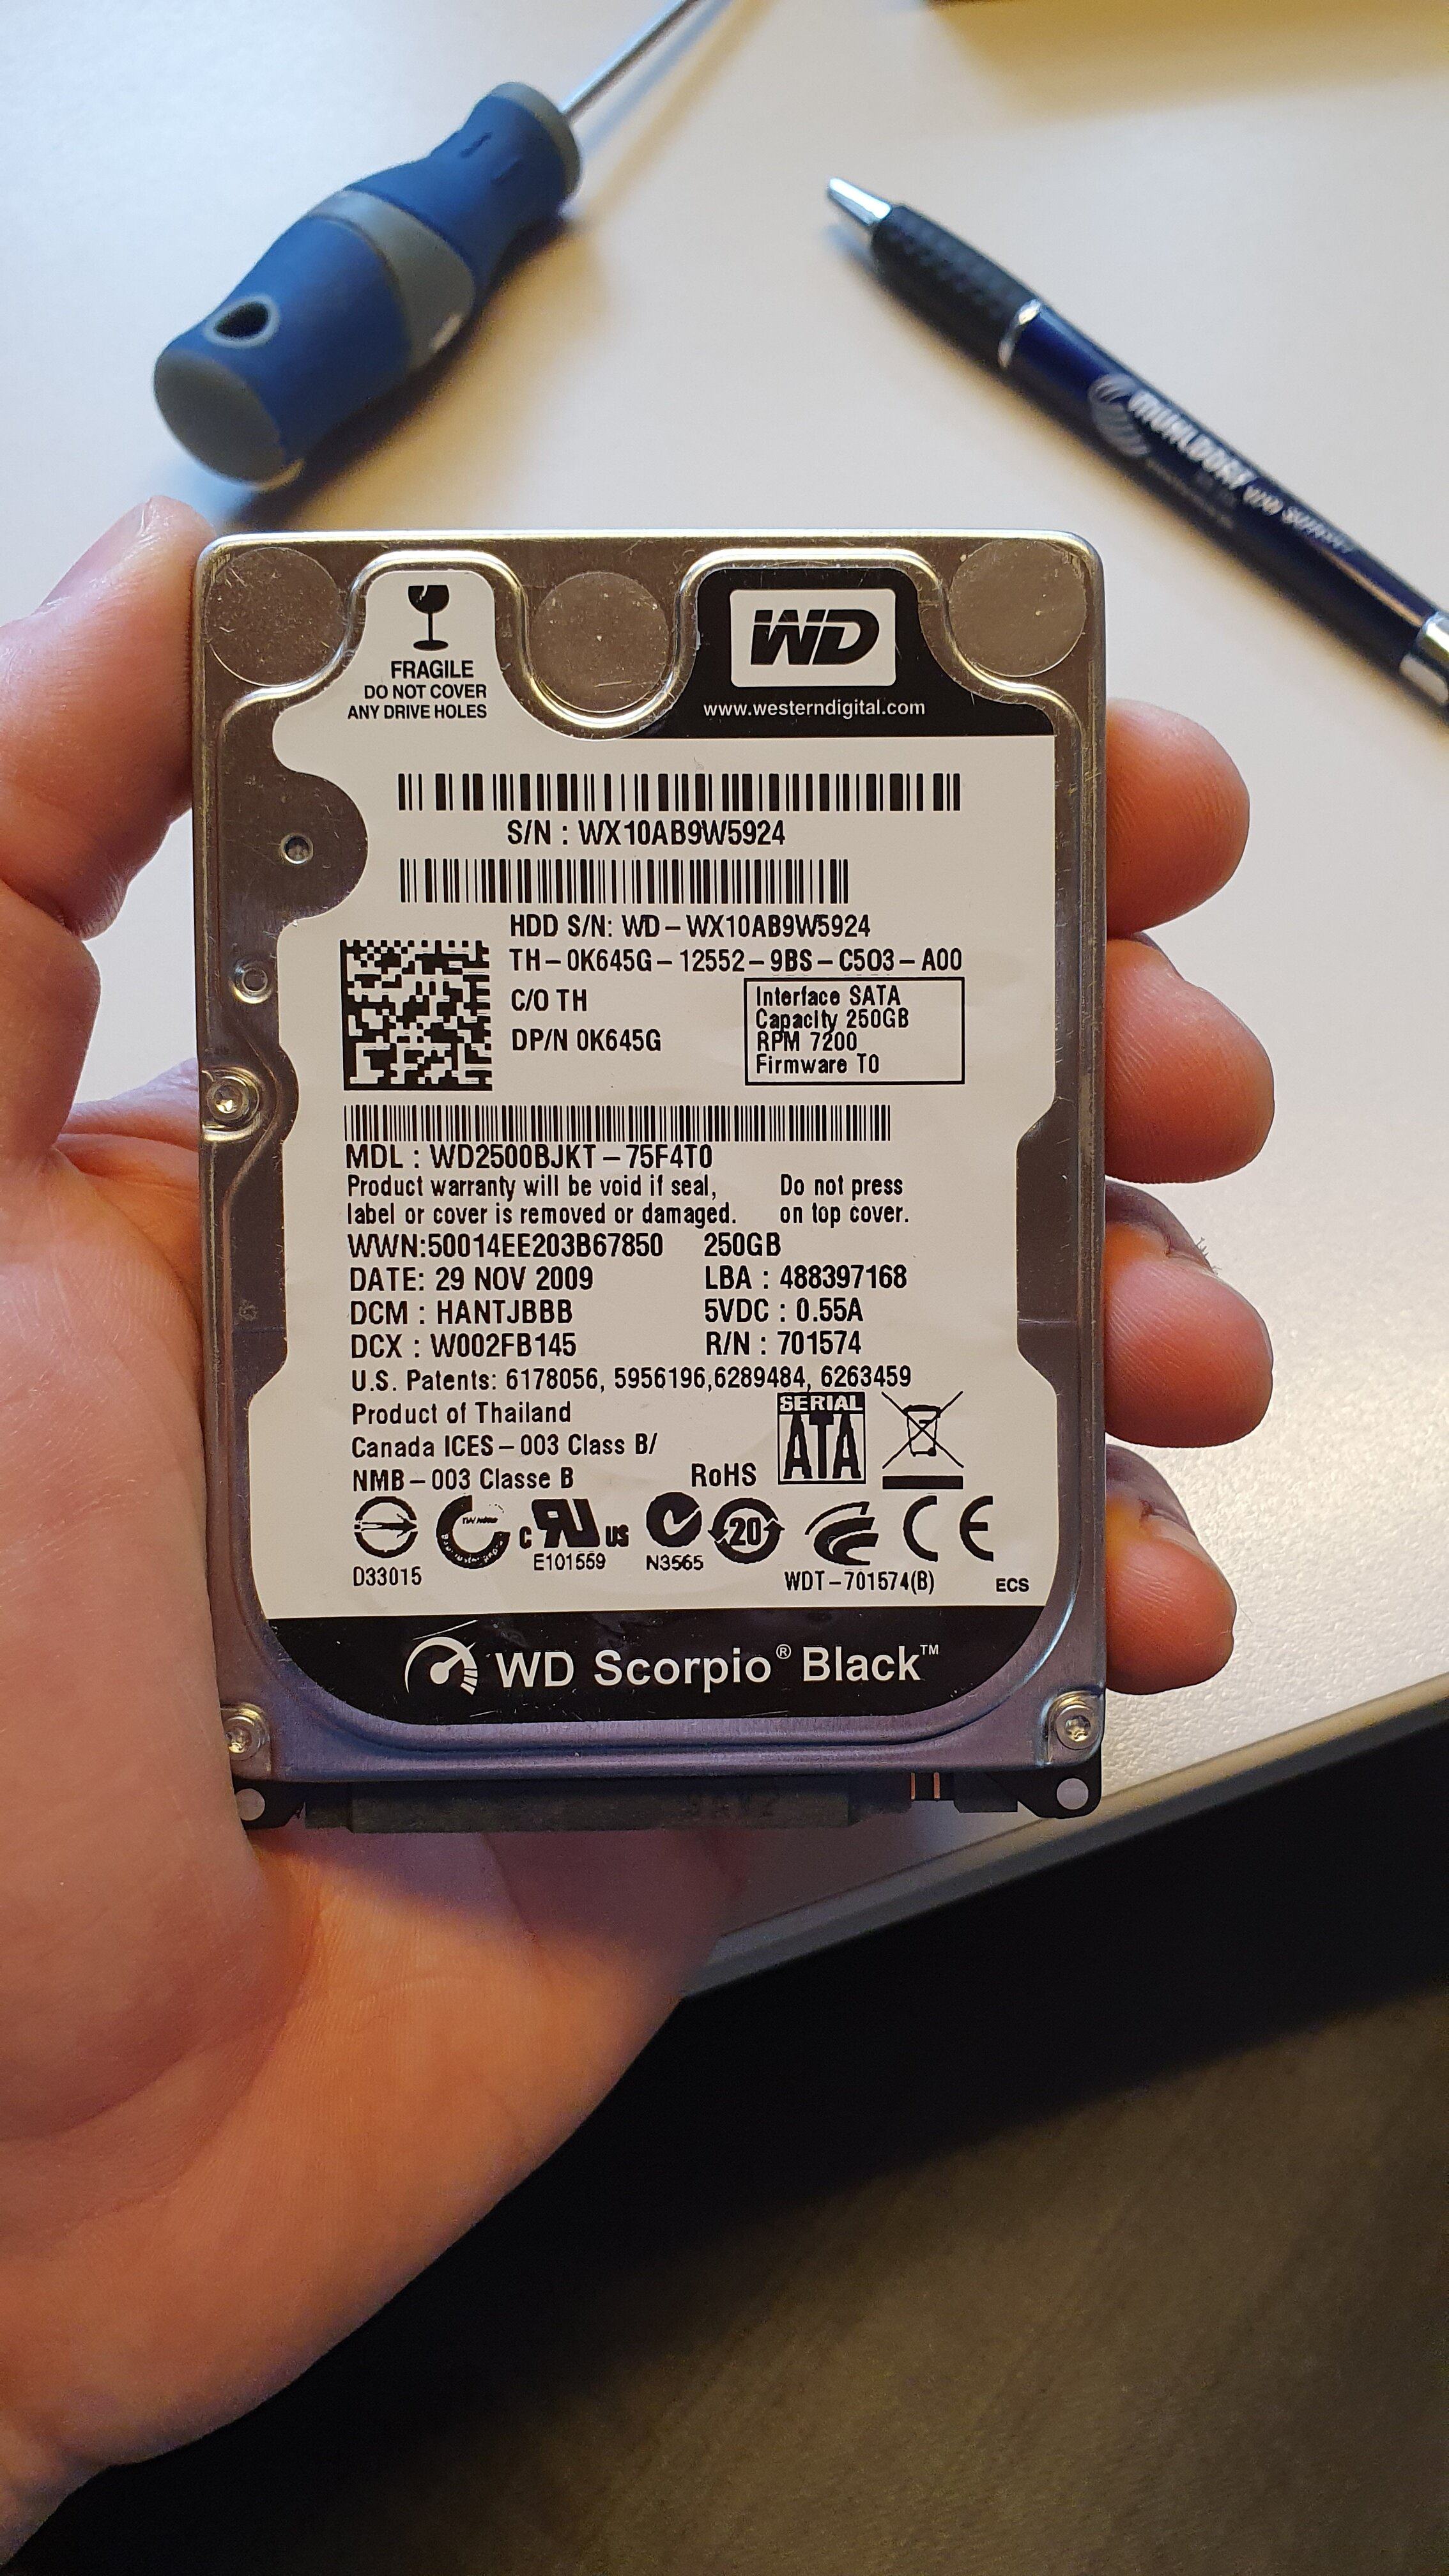 MUHLDORF
FRAGILE
DO NOT COVER
ANY DRIVE HOLES
WD
www.westerndigital.com
S/N : WX10AB9W5924
HDD S/N: WD-WX10AB9W5924
TH-0K645G-12552-9BS-C503-A00
C/O TH
DP/N 0K645G
Interface SATA
Capacity 250GB
RPM 7200
Firmware T0
MDL : WD2500BJKT-75F4T0
Product warranty will be void if seal,
label or cover is removed or damaged.
Do not press
on top cover.
WWN:50014EE203B67850 250GB
DATE: 29 NOV 2009 LBA : 488397168
DCM : HANTJBBB 5VDC : 0.55A
DCX : W002FB145 R/N : 701574
U.S. Patents: 6178056, 5956196,6289484, 6263459
Product of Thailand
Canada ICES-003 Class B/
NMB-003 Classe B
RoHS
SERIAL
ATA
D33015
c RU US
E101559
N3565
20
CE
WDT-701574(B)
ECS
WD Scorpio® Black™